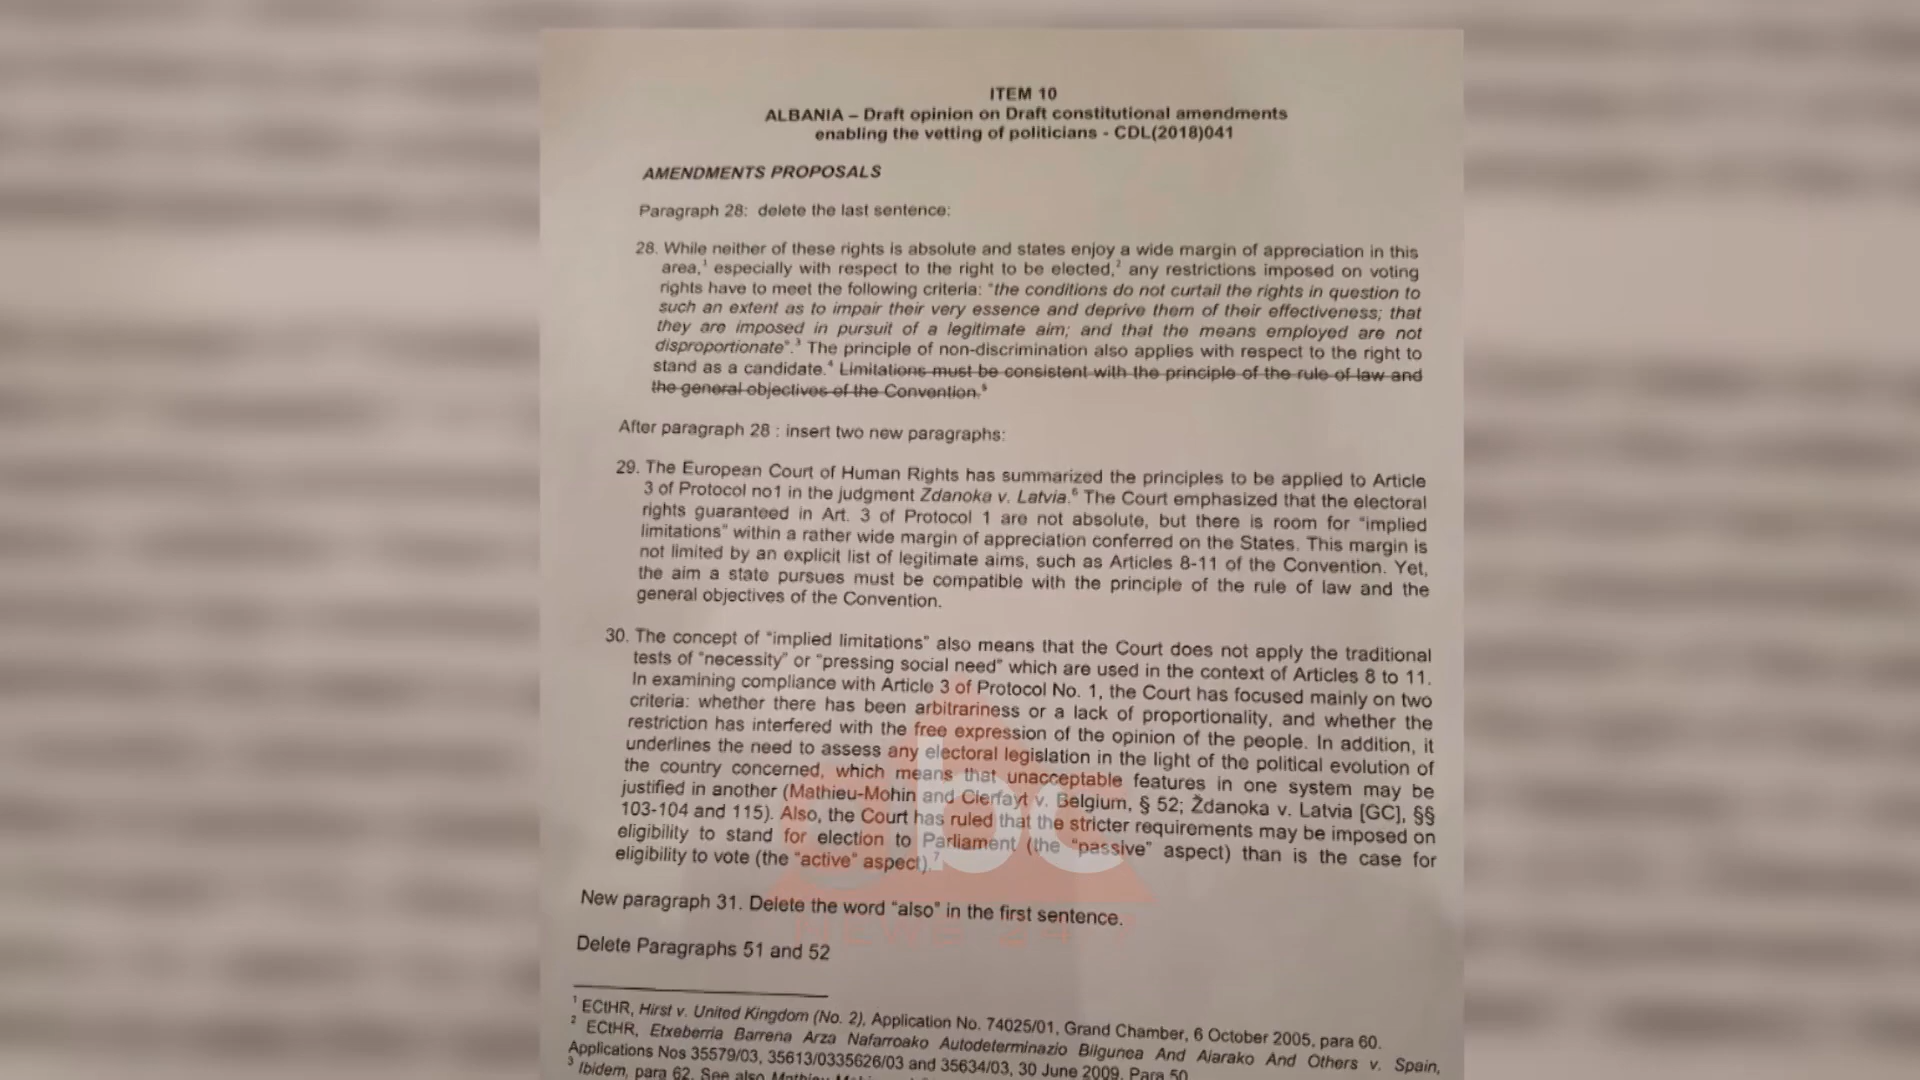 ITEM 10
ALBANIA – Draft opinion on Draft constitutional amendments
enabling the vetting of politicians - CDL(2018)041
AMENDMENTS PROPOSALS
Paragraph 28: delete the last sentence:
28. While neither of these rights is absolute and states enjoy a wide margin of appreciation in this
area,¹ especially with respect to the right to be elected,² any restrictions imposed on voting
rights have to meet the following criteria: “the conditions do not curtail the rights in question to
such an extent as to impair their very essence and deprive them of their effectiveness; that
they are imposed in pursuit of a legitimate aim; and that the means employed are not
disproportionate”.³ The principle of non-discrimination also applies with respect to the right to
stand as a candidate.⁴ Limitations must be consistent with the principle of the rule of law and
the general objectives of the Convention.⁵
After paragraph 28 : insert two new paragraphs:
29. The European Court of Human Rights has summarized the principles to be applied to Article
3 of Protocol no1 in the judgment Zdanoka v. Latvia.⁶ The Court emphasized that the electoral
rights guaranteed in Art. 3 of Protocol 1 are not absolute, but there is room for “implied
limitations” within a rather wide margin of appreciation conferred on the States. This margin is
not limited by an explicit list of legitimate aims, such as Articles 8-11 of the Convention. Yet,
the aim a state pursues must be compatible with the principle of the rule of law and the
general objectives of the Convention.
30. The concept of “implied limitations” also means that the Court does not apply the traditional
tests of “necessity” or “pressing social need” which are used in the context of Articles 8 to 11.
In examining compliance with Article 3 of Protocol No. 1, the Court has focused mainly on two
criteria: whether there has been arbitrariness or a lack of proportionality, and whether the
restriction has interfered with the free expression of the opinion of the people. In addition, it
underlines the need to assess any electoral legislation in the light of the political evolution of
the country concerned, which means that unacceptable features in one system may be
justified in another (Mathieu-Mohin and Clerfayt v. Belgium, § 52; Ždanoka v. Latvia [GC], §§
103-104 and 115). Also, the Court has ruled that the stricter requirements may be imposed on
eligibility to stand for election to Parliament (the “passive” aspect) than is the case for
eligibility to vote (the “active” aspect).⁷
abc
NEWS 24/7
New paragraph 31. Delete the word “also” in the first sentence.
Delete Paragraphs 51 and 52
¹ ECtHR, Hirst v. United Kingdom (No. 2), Application No. 74025/01, Grand Chamber, 6 October 2005, para 60.
² ECtHR, Etxeberria Barrena Arza Nafarroako Autodeterminazio Bilgunea And Aiarako And Others v. Spain,
Applications Nos 35579/03, 35613/0335626/03 and 35634/03, 30 June 2009, Para 50
³ Ibidem, para 62. See also